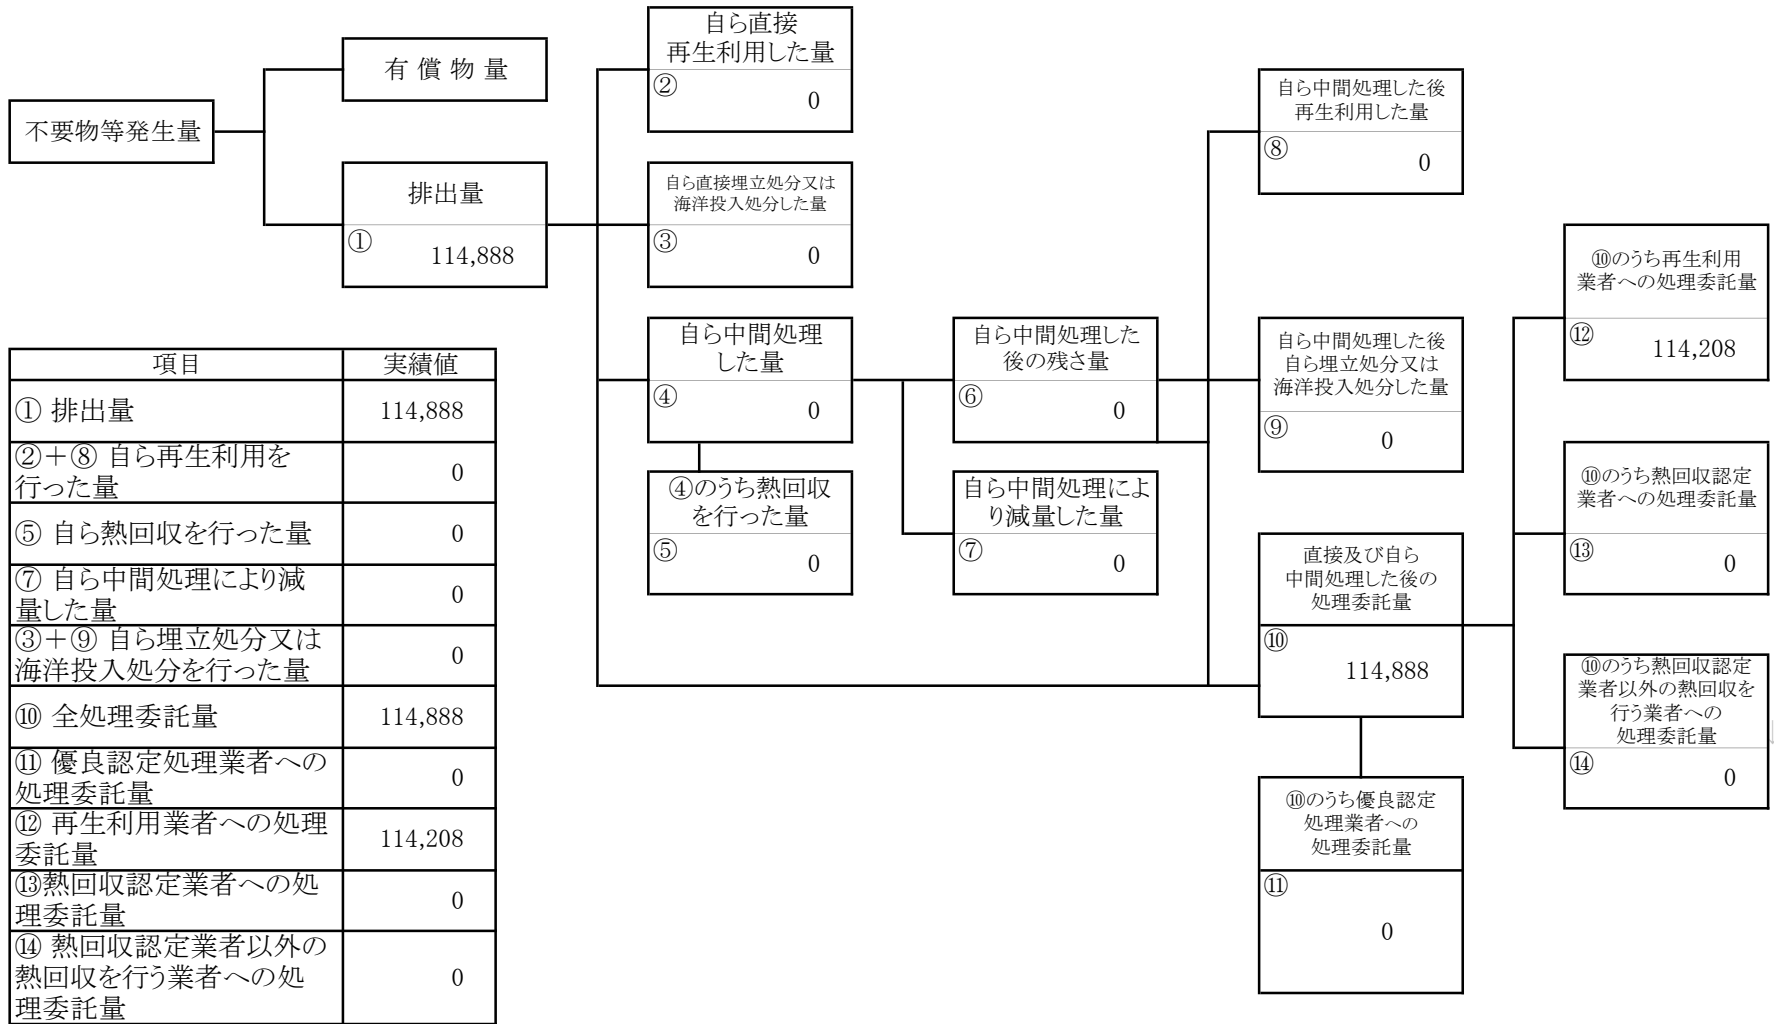 不要物等発生量
有 償 物 量
排出量
①
114,888
自ら直接
再生利用した量
②
0
自ら直接埋立処分又は
海洋投入処分した量
③
0
自ら中間処理
した量
④
0
④のうち熱回収
を行った量
⑤
0
自ら中間処理した
後の残さ量
⑥
0
自ら中間処理によ
り減量した量
⑦
0
自ら中間処理した後
再生利用した量
⑧
0
自ら中間処理した後
自ら埋立処分又は
海洋投入処分した量
⑨
0
直接及び自ら
中間処理した後の
処理委託量
⑩
114,888
⑩のうち優良認定
処理業者への
処理委託量
⑪
0
⑩のうち再生利用
業者への処理委託量
⑫
114,208
⑩のうち熱回収認定
業者への処理委託量
⑬
0
⑩のうち熱回収認定
業者以外の熱回収を
行う業者への
処理委託量
⑭
0
項目 実績値
① 排出量 114,888
②＋⑧ 自ら再生利用を
行った量 0
⑤ 自ら熱回収を行った量 0
⑦ 自ら中間処理により減
量した量 0
③＋⑨ 自ら埋立処分又は
海洋投入処分を行った量 0
⑩ 全処理委託量 114,888
⑪ 優良認定処理業者への
処理委託量 0
⑫ 再生利用業者への処理
委託量 114,208
⑬熱回収認定業者への処
理委託量 0
⑭ 熱回収認定業者以外の
熱回収を行う業者への処
理委託量 0